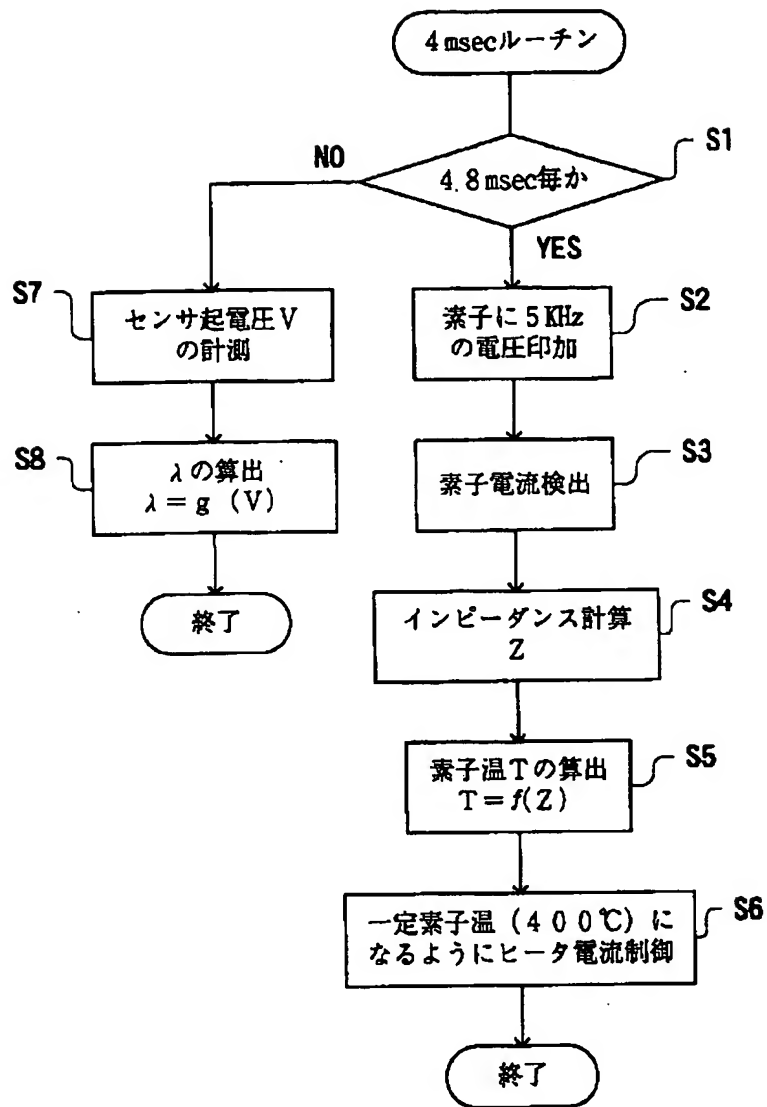 4msecルーチン
S1
NO
4.8msec毎か
YES
S7
センサ起電圧V
の計測
S2
素子に5KHz
の電圧印加
S8
λの算出
λ=g (V)
S3
素子電流検出
終了
S4
インピーダンス計算
Z
S5
素子温Tの算出
T=f(Z)
S6
一定素子温(400℃)に
なるようにヒータ電流制御
終了